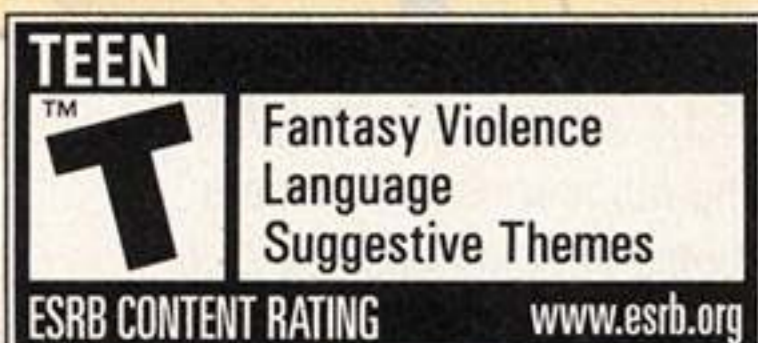 TEEN
TM
T
Fantasy Violence
Language
Suggestive Themes
ESRB CONTENT RATING www.esrb.org